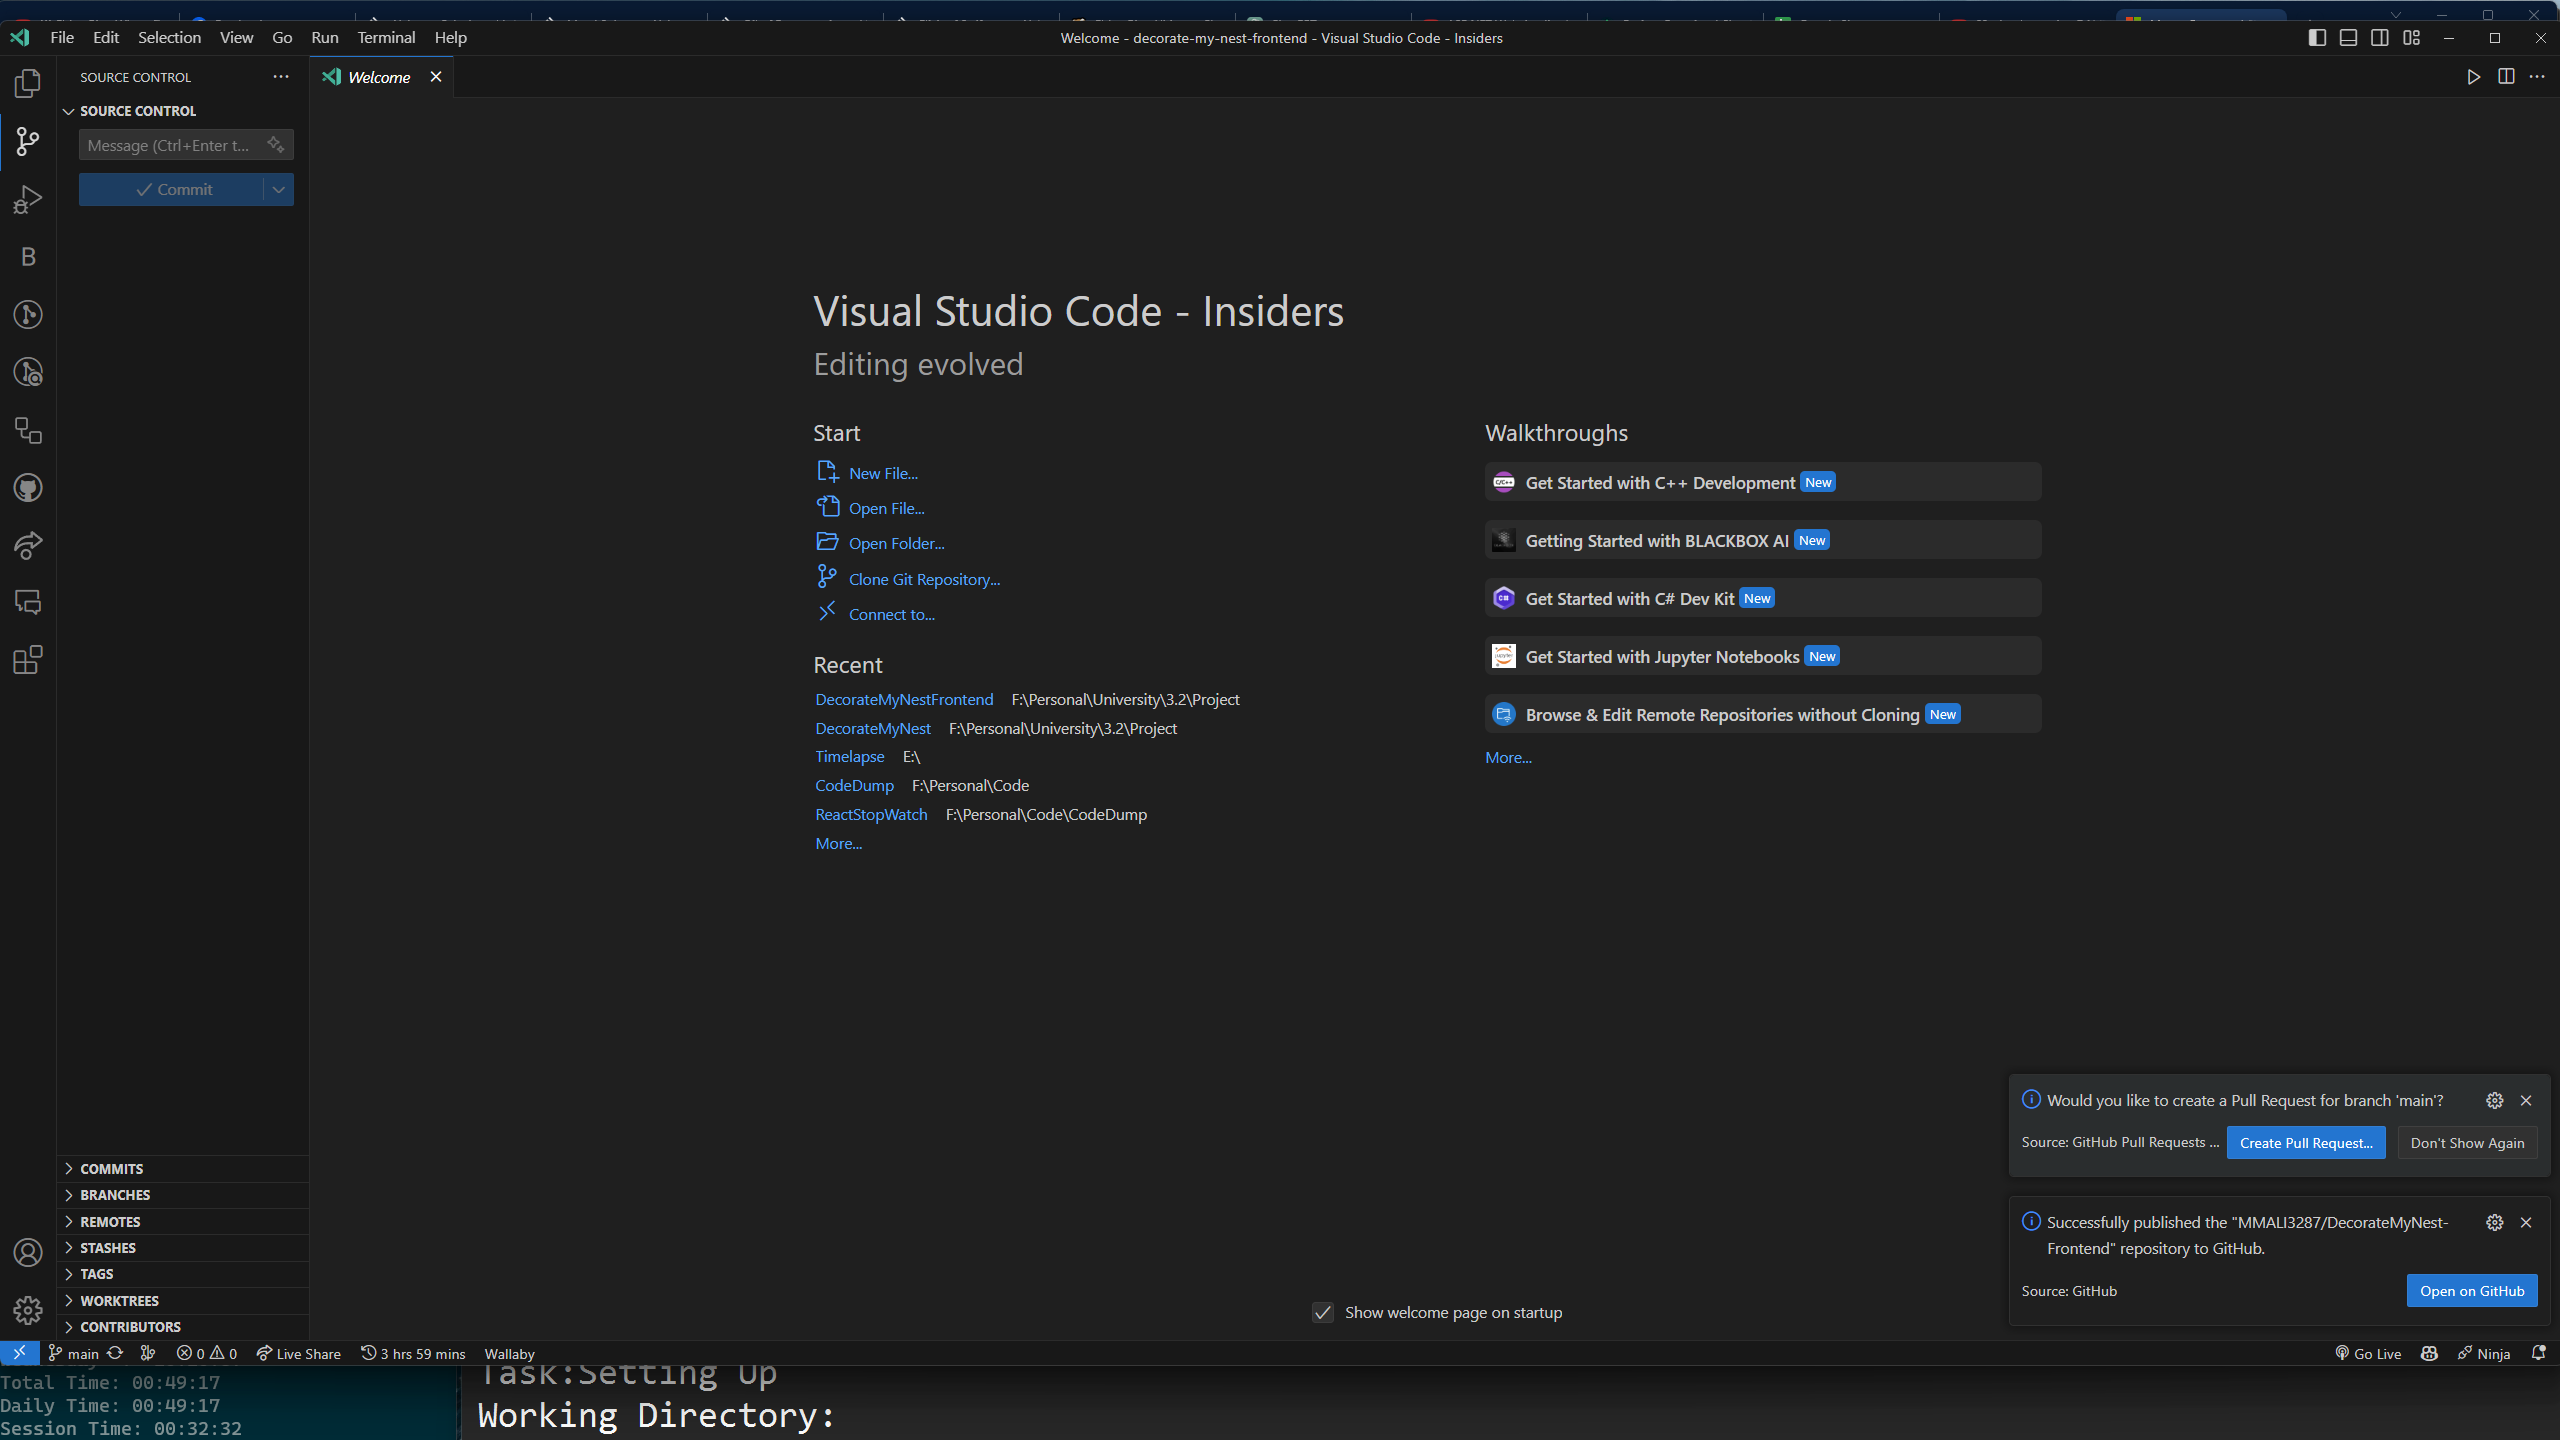 File Edit Selection View Go Run Terminal Help
Welcome - decorate-my-nest-frontend - Visual Studio Code - Insiders
SOURCE CONTROL
Welcome
SOURCE CONTROL
Message (Ctrl+Enter t...
Commit
B
Visual Studio Code - Insiders
Editing evolved
Start
New File...
Open File...
Open Folder...
Clone Git Repository...
Connect to...
Recent
DecorateMyNestFrontend F:\Personal\University\3.2\Project
DecorateMyNest F:\Personal\University\3.2\Project
Timelapse E:\
CodeDump F:\Personal\Code
ReactStopWatch F:\Personal\Code\CodeDump
More...
Walkthroughs
Get Started with C++ Development New
Getting Started with BLACKBOX AI New
Get Started with C# Dev Kit New
Get Started with Jupyter Notebooks New
Browse & Edit Remote Repositories without Cloning New
More...
Would you like to create a Pull Request for branch 'main'?
Source: GitHub Pull Requests ...
Create Pull Request...
Don't Show Again
Successfully published the "MMALI3287/DecorateMyNest-
Frontend" repository to GitHub.
Source: GitHub
Open on GitHub
COMMITS
BRANCHES
REMOTES
STASHES
TAGS
WORKTREES
CONTRIBUTORS
Show welcome page on startup
main 0 0 Live Share 3 hrs 59 mins Wallaby
Go Live Ninja
Total Time: 00:49:17
Daily Time: 00:49:17
Session Time: 00:32:32
Task:Setting Up
Working Directory: